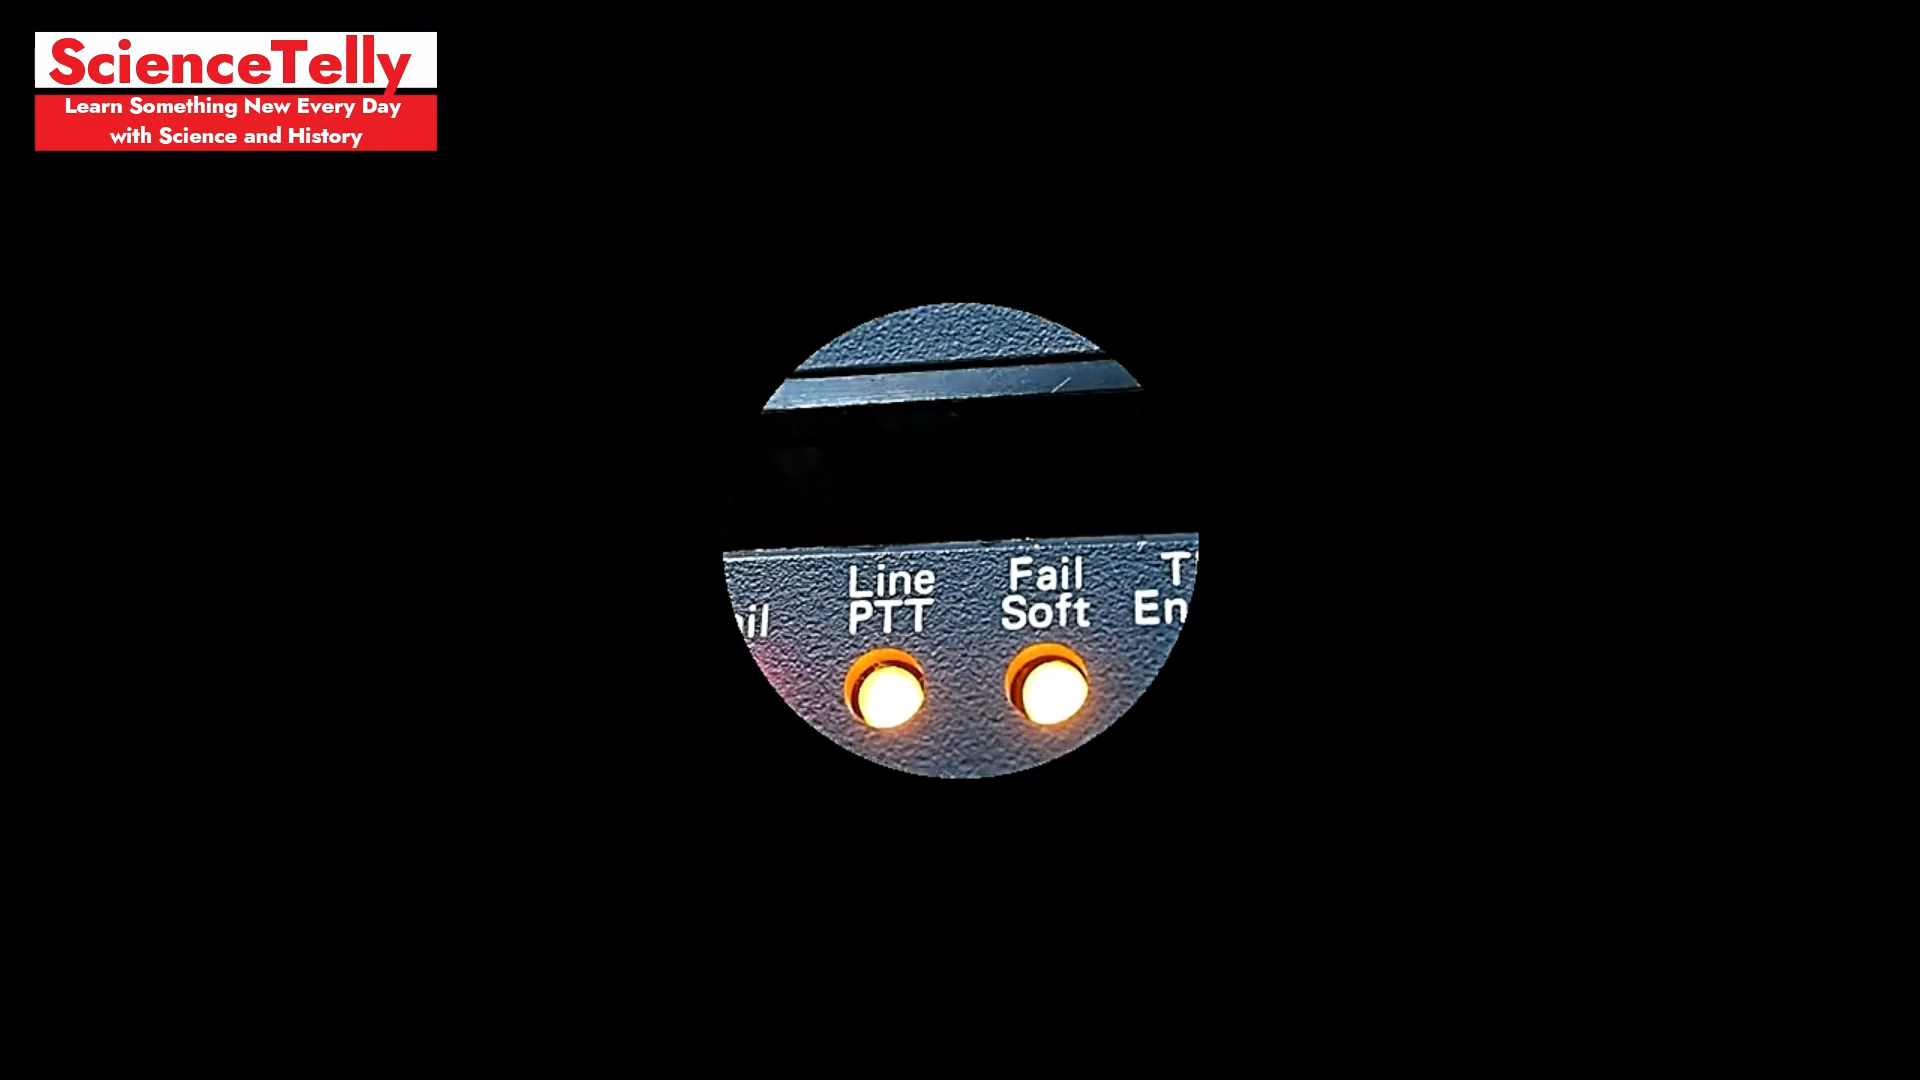 ScienceTelly
Learn Something New Every Day
with Science and History
Line
PTT
Fail
Soft